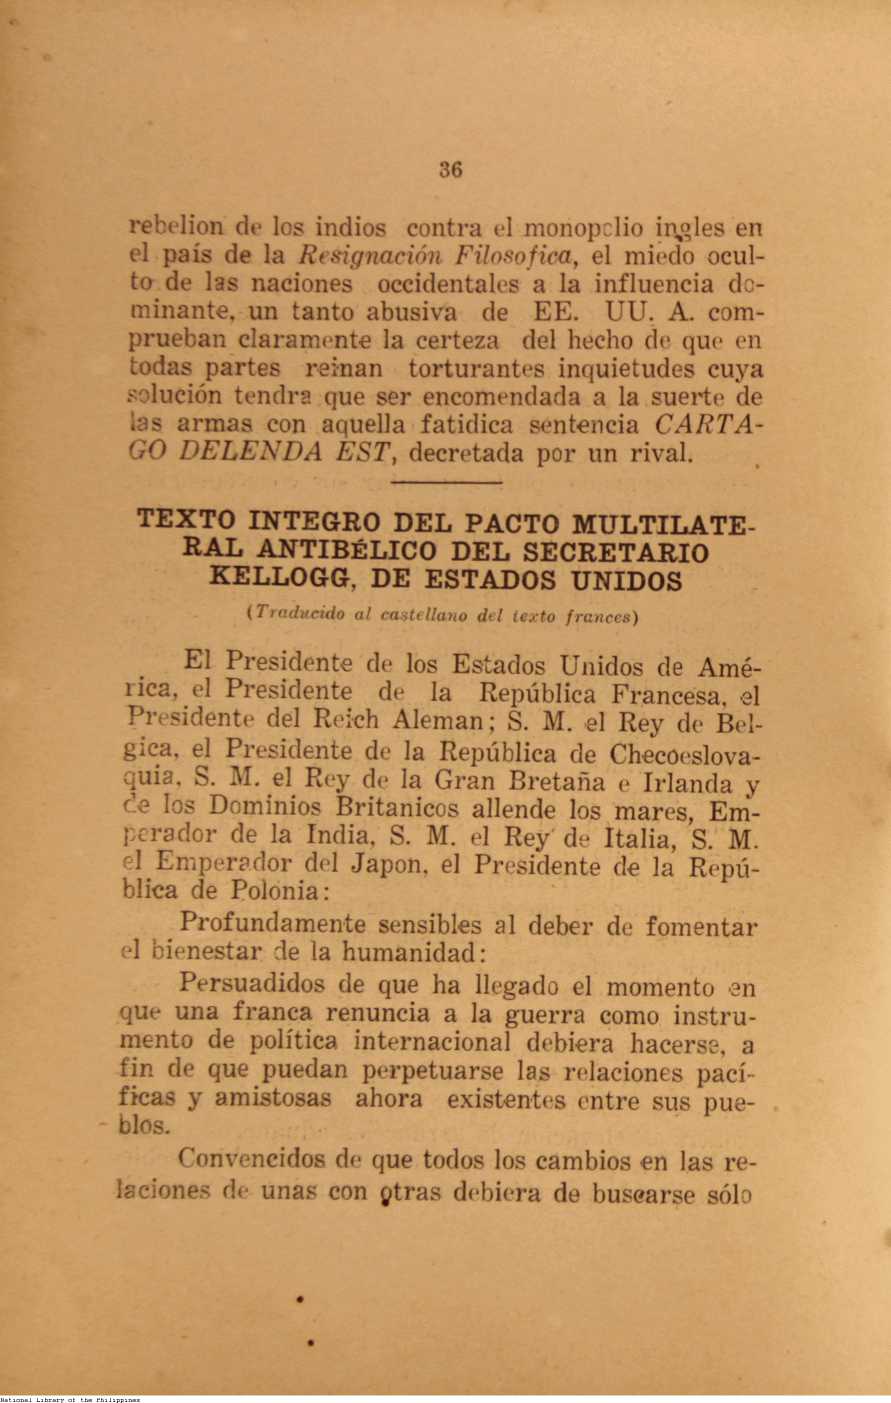 36
rebelion de los indios contra el monopolio ingles en
el país de la Resignación Filosofica, el miedo ocul-
to de las naciones occidentales a la influencia do-
minante, un tanto abusiva de EE. UU. A. com-
prueban claramente la certeza del hecho de que en
todas partes reinan torturantes inquietudes cuya
solución tendra que ser encomendada a la suerte de
las armas con aquella fatidica sentencia CARTA-
GO DELENDA EST, decretada por un rival.
TEXTO INTEGRO DEL PACTO MULTILATE-
RAL ANTIBÉLICO DEL SECRETARIO
KELLOGG, DE ESTADOS UNIDOS
(Traducido al castellano del texto frances)
El Presidente de los Estados Unidos de Amé-
rica, el Presidente de la República Francesa, el
Presidente del Reich Aleman; S. M. el Rey de Bel-
gica, el Presidente de la República de Checoeslova-
quia, S. M. el Rey de la Gran Bretaña e Irlanda y
de los Dominios Britanicos allende los mares, Em-
perador de la India, S. M. el Rey de Italia, S. M.
el Emperador del Japon, el Presidente de la Repú-
blica de Polonia:
Profundamente sensibles al deber de fomentar
el bienestar de la humanidad:
Persuadidos de que ha llegado el momento en
que una franca renuncia a la guerra como instru-
mento de política internacional debiera hacerse, a
fin de que puedan perpetuarse las relaciones pací-
ficas y amistosas ahora existentes entre sus pue-
blos.
Convencidos de que todos los cambios en las re-
laciones de unas con otras debiera de buscarse sólo
National Library of the Philippines